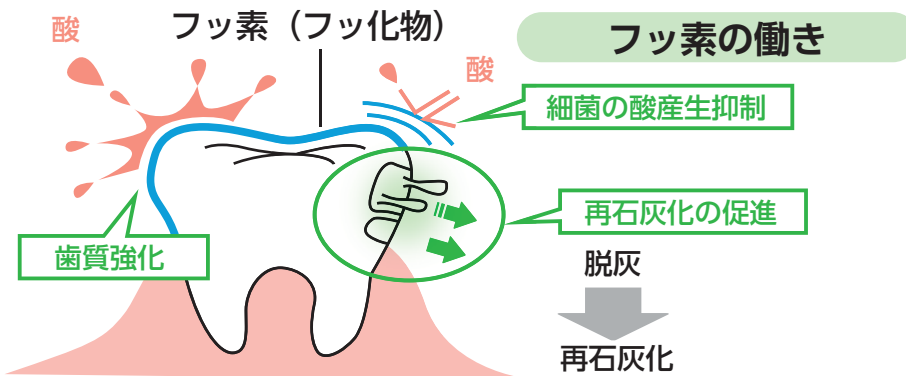 フッ素の働き
フッ素（フッ化物）
酸
酸
細菌の酸産生抑制
再石灰化の促進
歯質強化
脱灰
再石灰化